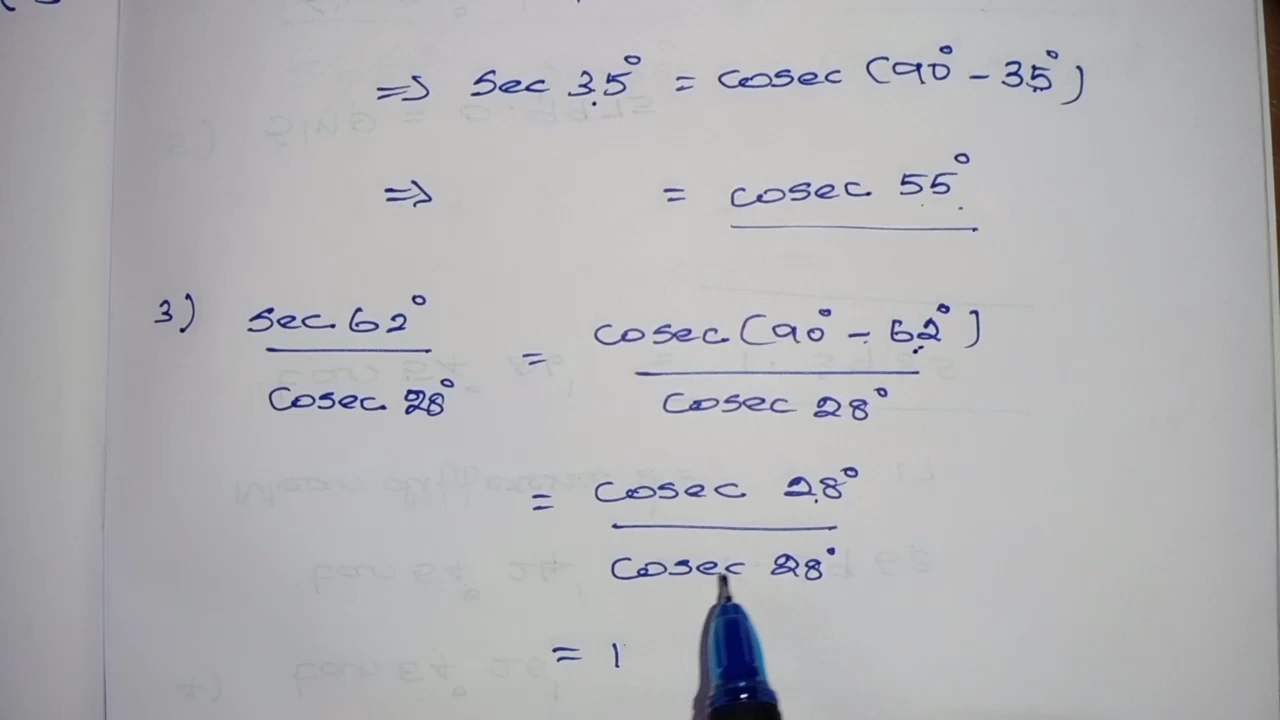 => Sec 35° = cosec (90° - 35°)
=> = cosec 55°
3) sec 62° / cosec 28° = cosec (90° - 62°) / cosec 28°
= cosec 28° / cosec 28°
= 1